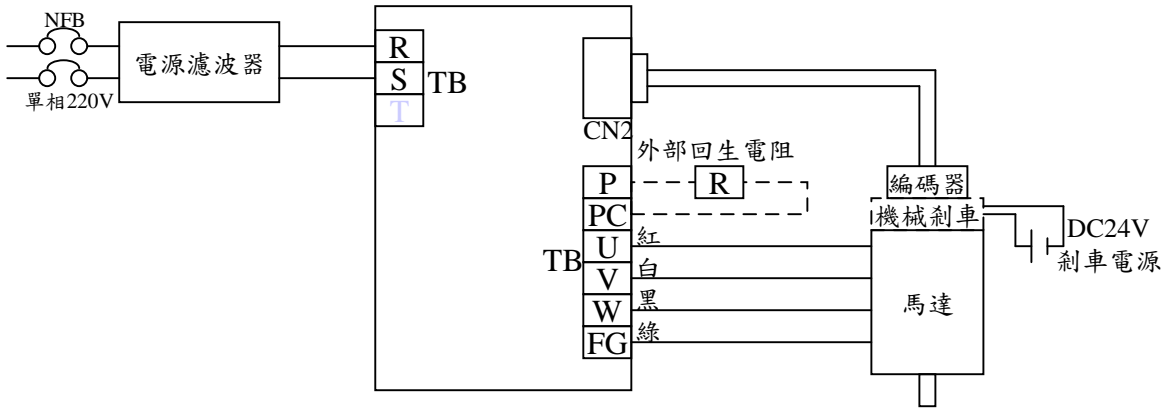 NFB
電源濾波器
單相220V
R
S
T
TB
CN2
外部回生電阻
P
R
PC
U
紅
TB
V
白
W
黑
FG
綠
編碼器
機械剎車
DC24V
剎車電源
馬達